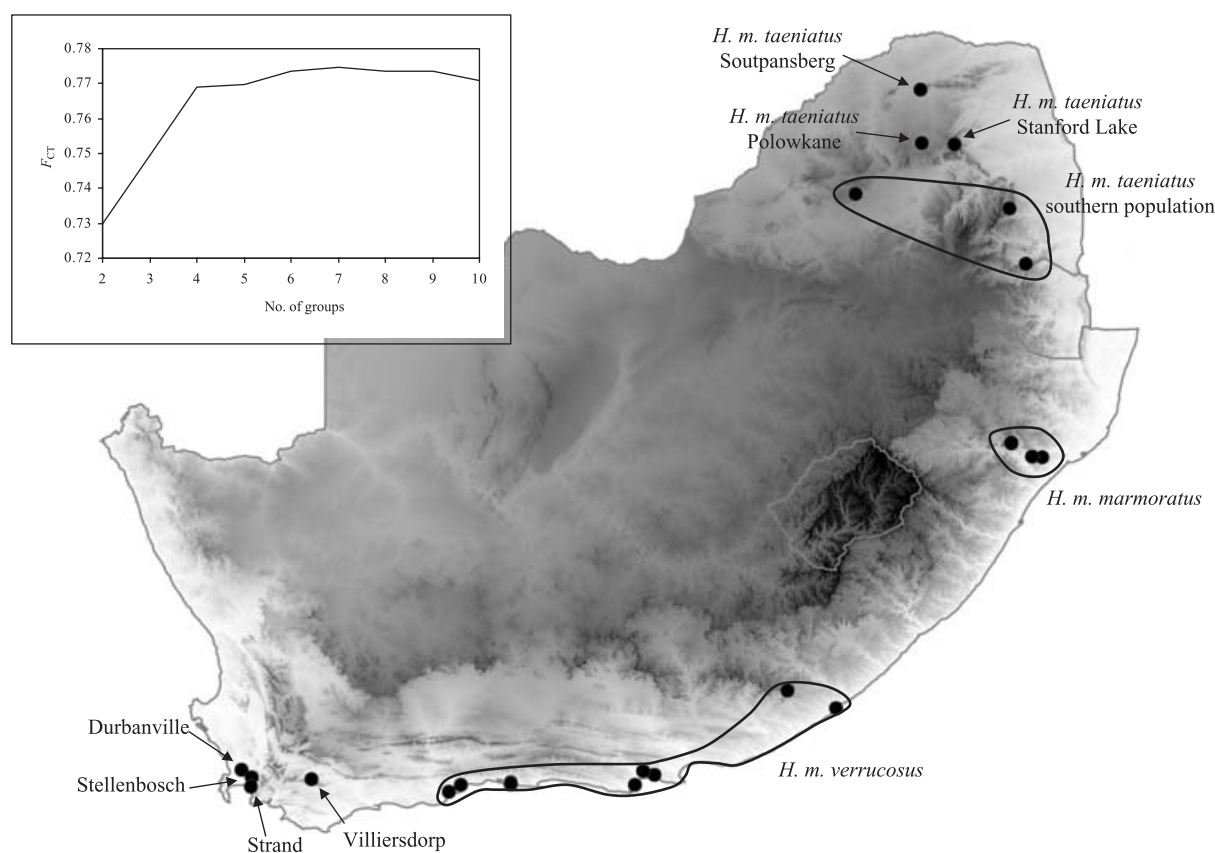 0.78
0.77
0.76
0.75
0.74
0.73
0.72
F_CT
2 3 4 5 6 7 8 9 10
No. of groups
H. m. taeniatus
Soutpansberg
H. m. taeniatus
Polowkane
H. m. taeniatus
Stanford Lake
H. m. taeniatus
southern population
H. m. marmoratus
H. m. verrucosus
Durbanville
Stellenbosch
Strand
Villiersdorp